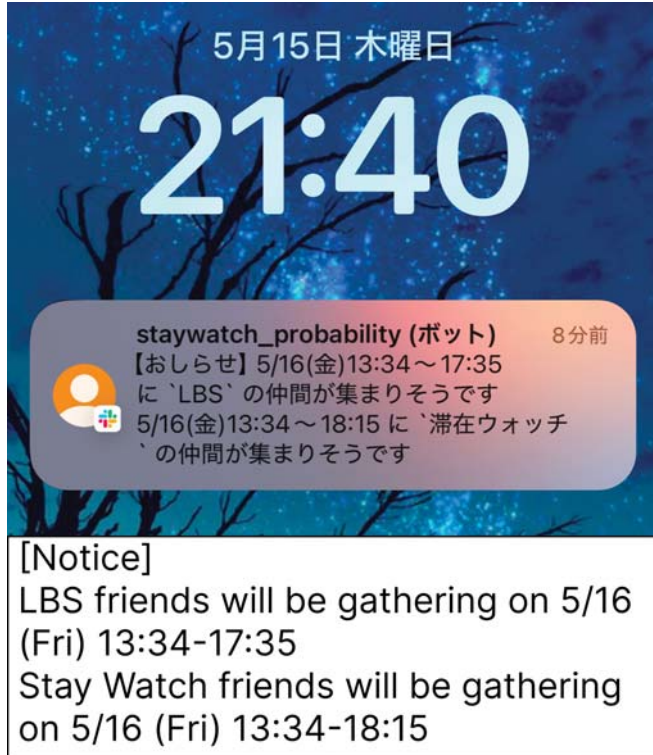 5月15日 木曜日
21:40
staywatch_probability (ボット) 8分前
【おしらせ】5/16(金)13:34～17:35
に `LBS` の仲間が集まりそうです
5/16(金)13:34～18:15 に `滞在ウォッチ
` の仲間が集まりそうです
[Notice]
LBS friends will be gathering on 5/16
(Fri) 13:34-17:35
Stay Watch friends will be gathering
on 5/16 (Fri) 13:34-18:15